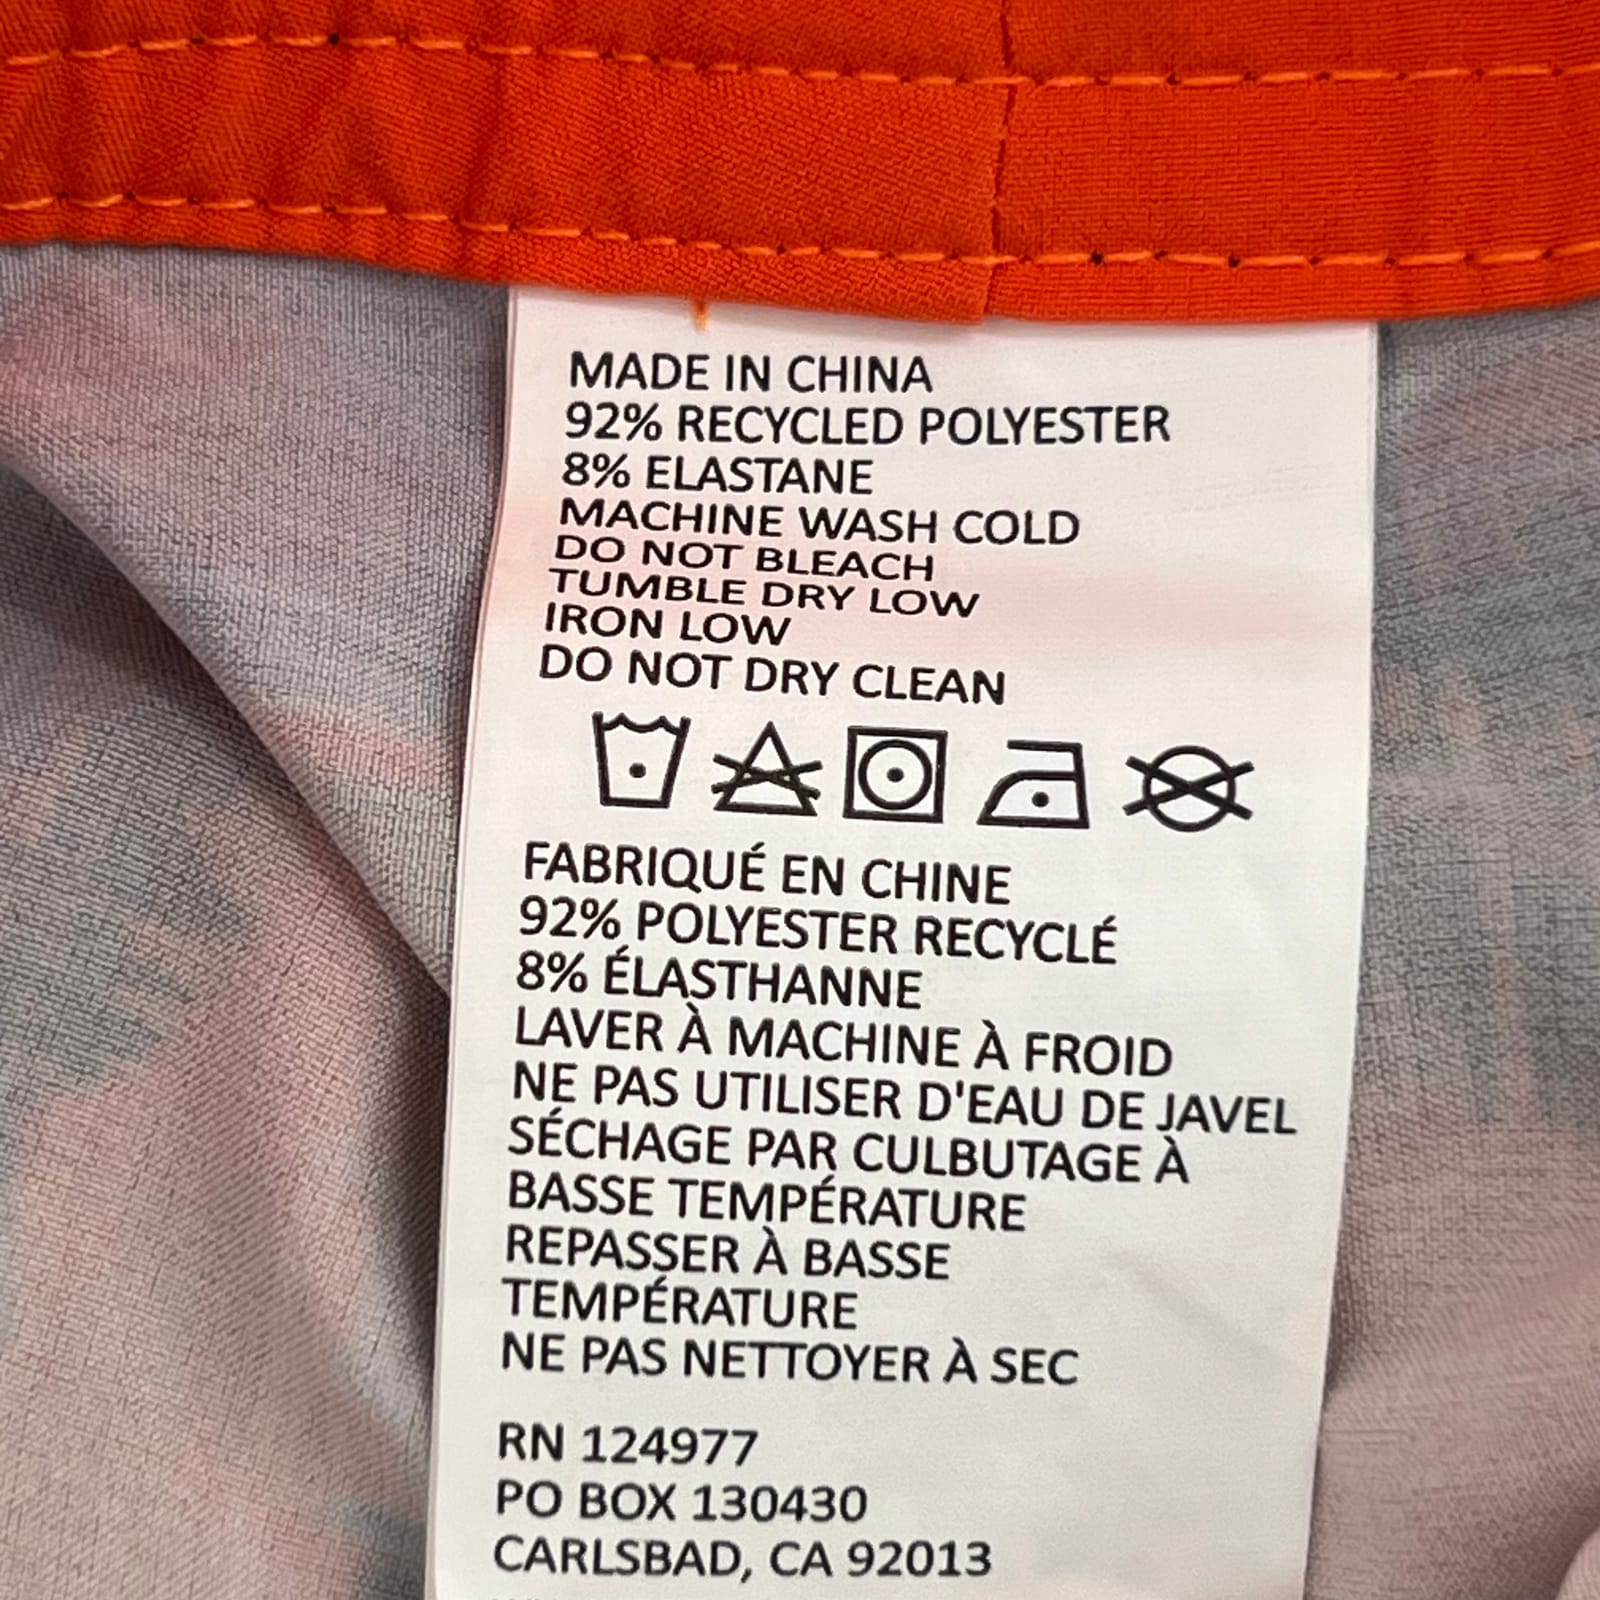 MADE IN CHINA
92% RECYCLED POLYESTER
8% ELASTANE
MACHINE WASH COLD
DO NOT BLEACH
TUMBLE DRY LOW
IRON LOW
DO NOT DRY CLEAN
FABRIQUÉ EN CHINE
92% POLYESTER RECYCLÉ
8% ÉLASTHANNE
LAVER À MACHINE À FROID
NE PAS UTILISER D'EAU DE JAVEL
SÉCHAGE PAR CULBUTAGE À
BASSE TEMPÉRATURE
REPASSER À BASSE
TEMPÉRATURE
NE PAS NETTOYER À SEC
RN 124977
PO BOX 130430
CARLSBAD, CA 92013